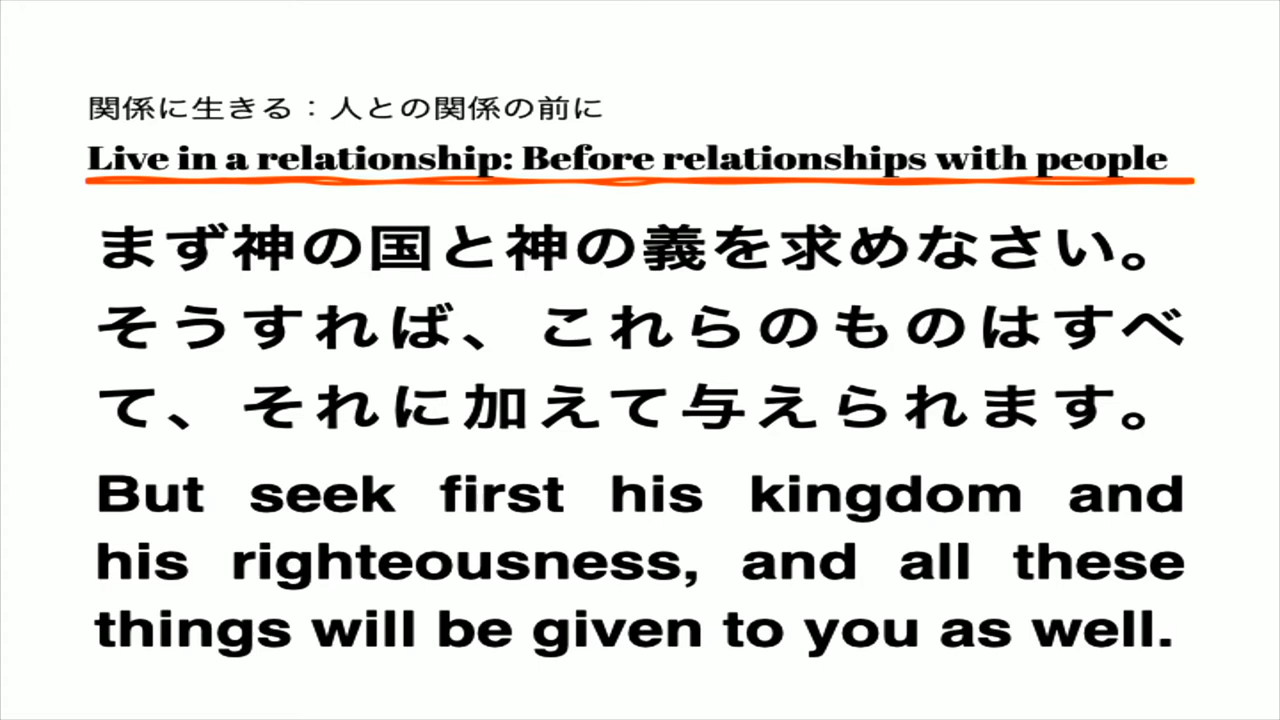 関係に生きる：人との関係の前に
Live in a relationship: Before relationships with people
まず神の国と神の義を求めなさい。
そうすれば、これらのものはすべ
て、それに加えて与えられます。
But seek first his kingdom and
his righteousness, and all these
things will be given to you as well.